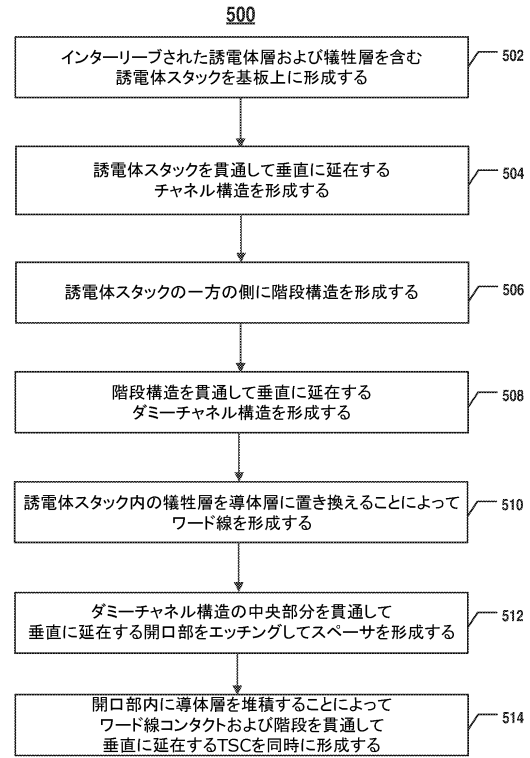 500
インターリーブされた誘電体層および犠牲層を含む
誘電体スタックを基板上に形成する
502
誘電体スタックを貫通して垂直に延在する
チャネル構造を形成する
504
誘電体スタックの一方の側に階段構造を形成する
506
階段構造を貫通して垂直に延在する
ダミーチャネル構造を形成する
508
誘電体スタック内の犠牲層を導体層に置き換えることによって
ワード線を形成する
510
ダミーチャネル構造の中央部分を貫通して
垂直に延在する開口部をエッチングしてスペーサを形成する
512
開口部内に導体層を堆積することによって
ワード線コンタクトおよび階段を貫通して
垂直に延在するTSCを同時に形成する
514